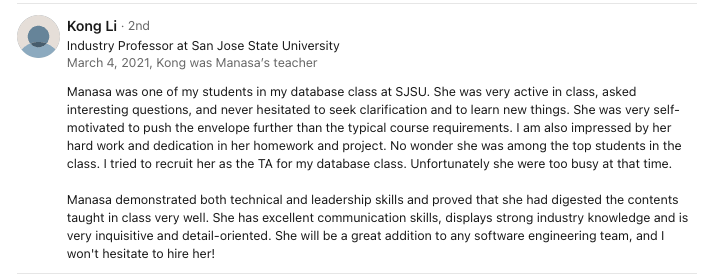 Kong Li · 2nd
Industry Professor at San Jose State University
March 4, 2021, Kong was Manasa's teacher
Manasa was one of my students in my database class at SJSU. She was very active in class, asked
interesting questions, and never hesitated to seek clarification and to learn new things. She was very self-
motivated to push the envelope further than the typical course requirements. I am also impressed by her
hard work and dedication in her homework and project. No wonder she was among the top students in the
class. I tried to recruit her as the TA for my database class. Unfortunately she were too busy at that time.
Manasa demonstrated both technical and leadership skills and proved that she had digested the contents
taught in class very well. She has excellent communication skills, displays strong industry knowledge and is
very inquisitive and detail-oriented. She will be a great addition to any software engineering team, and I
won't hesitate to hire her!